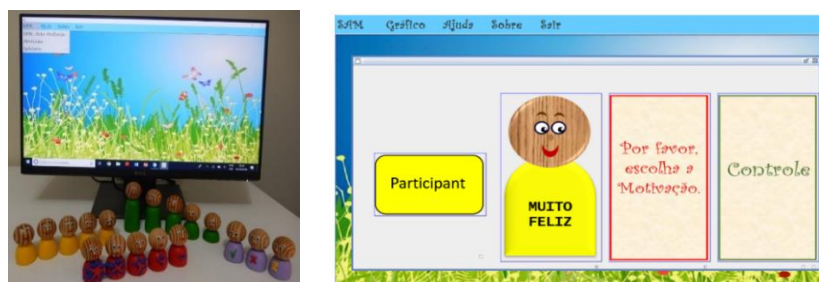 SAM Gráfico Ajuda Sobre Sair
Participant
MUITO
FELIZ
Por favor,
escolha a
Motivação.
Controle